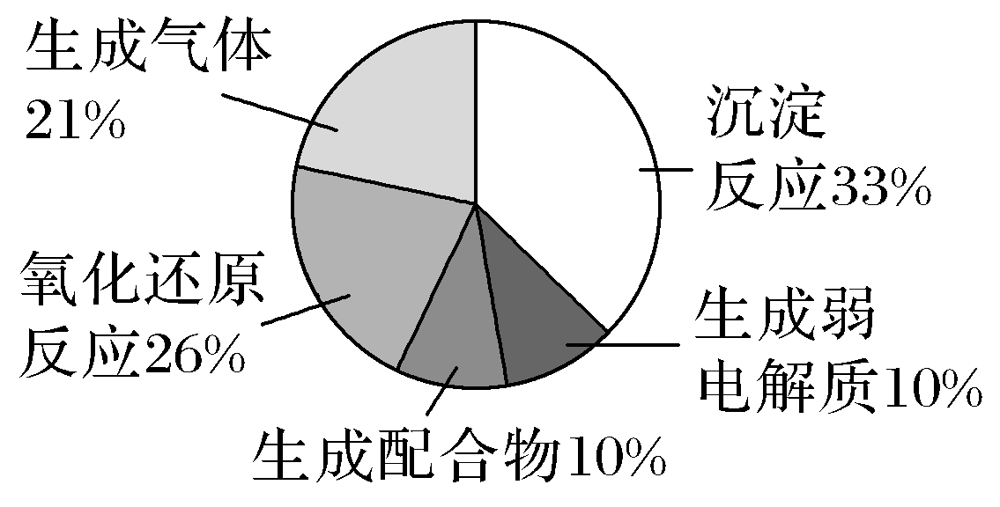 生成气体
21%
沉淀
反应33%
氧化还原
反应26%
生成弱
电解质10%
生成配合物10%